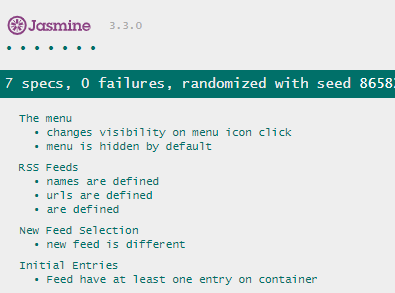 Jasmine 3.3.0
7 specs, 0 failures, randomized with seed
The menu
• changes visibility on menu icon click
• menu is hidden by default
RSS Feeds
• names are defined
• urls are defined
• are defined
New Feed Selection
• new feed is different
Initial Entries
• Feed have at least one entry on container